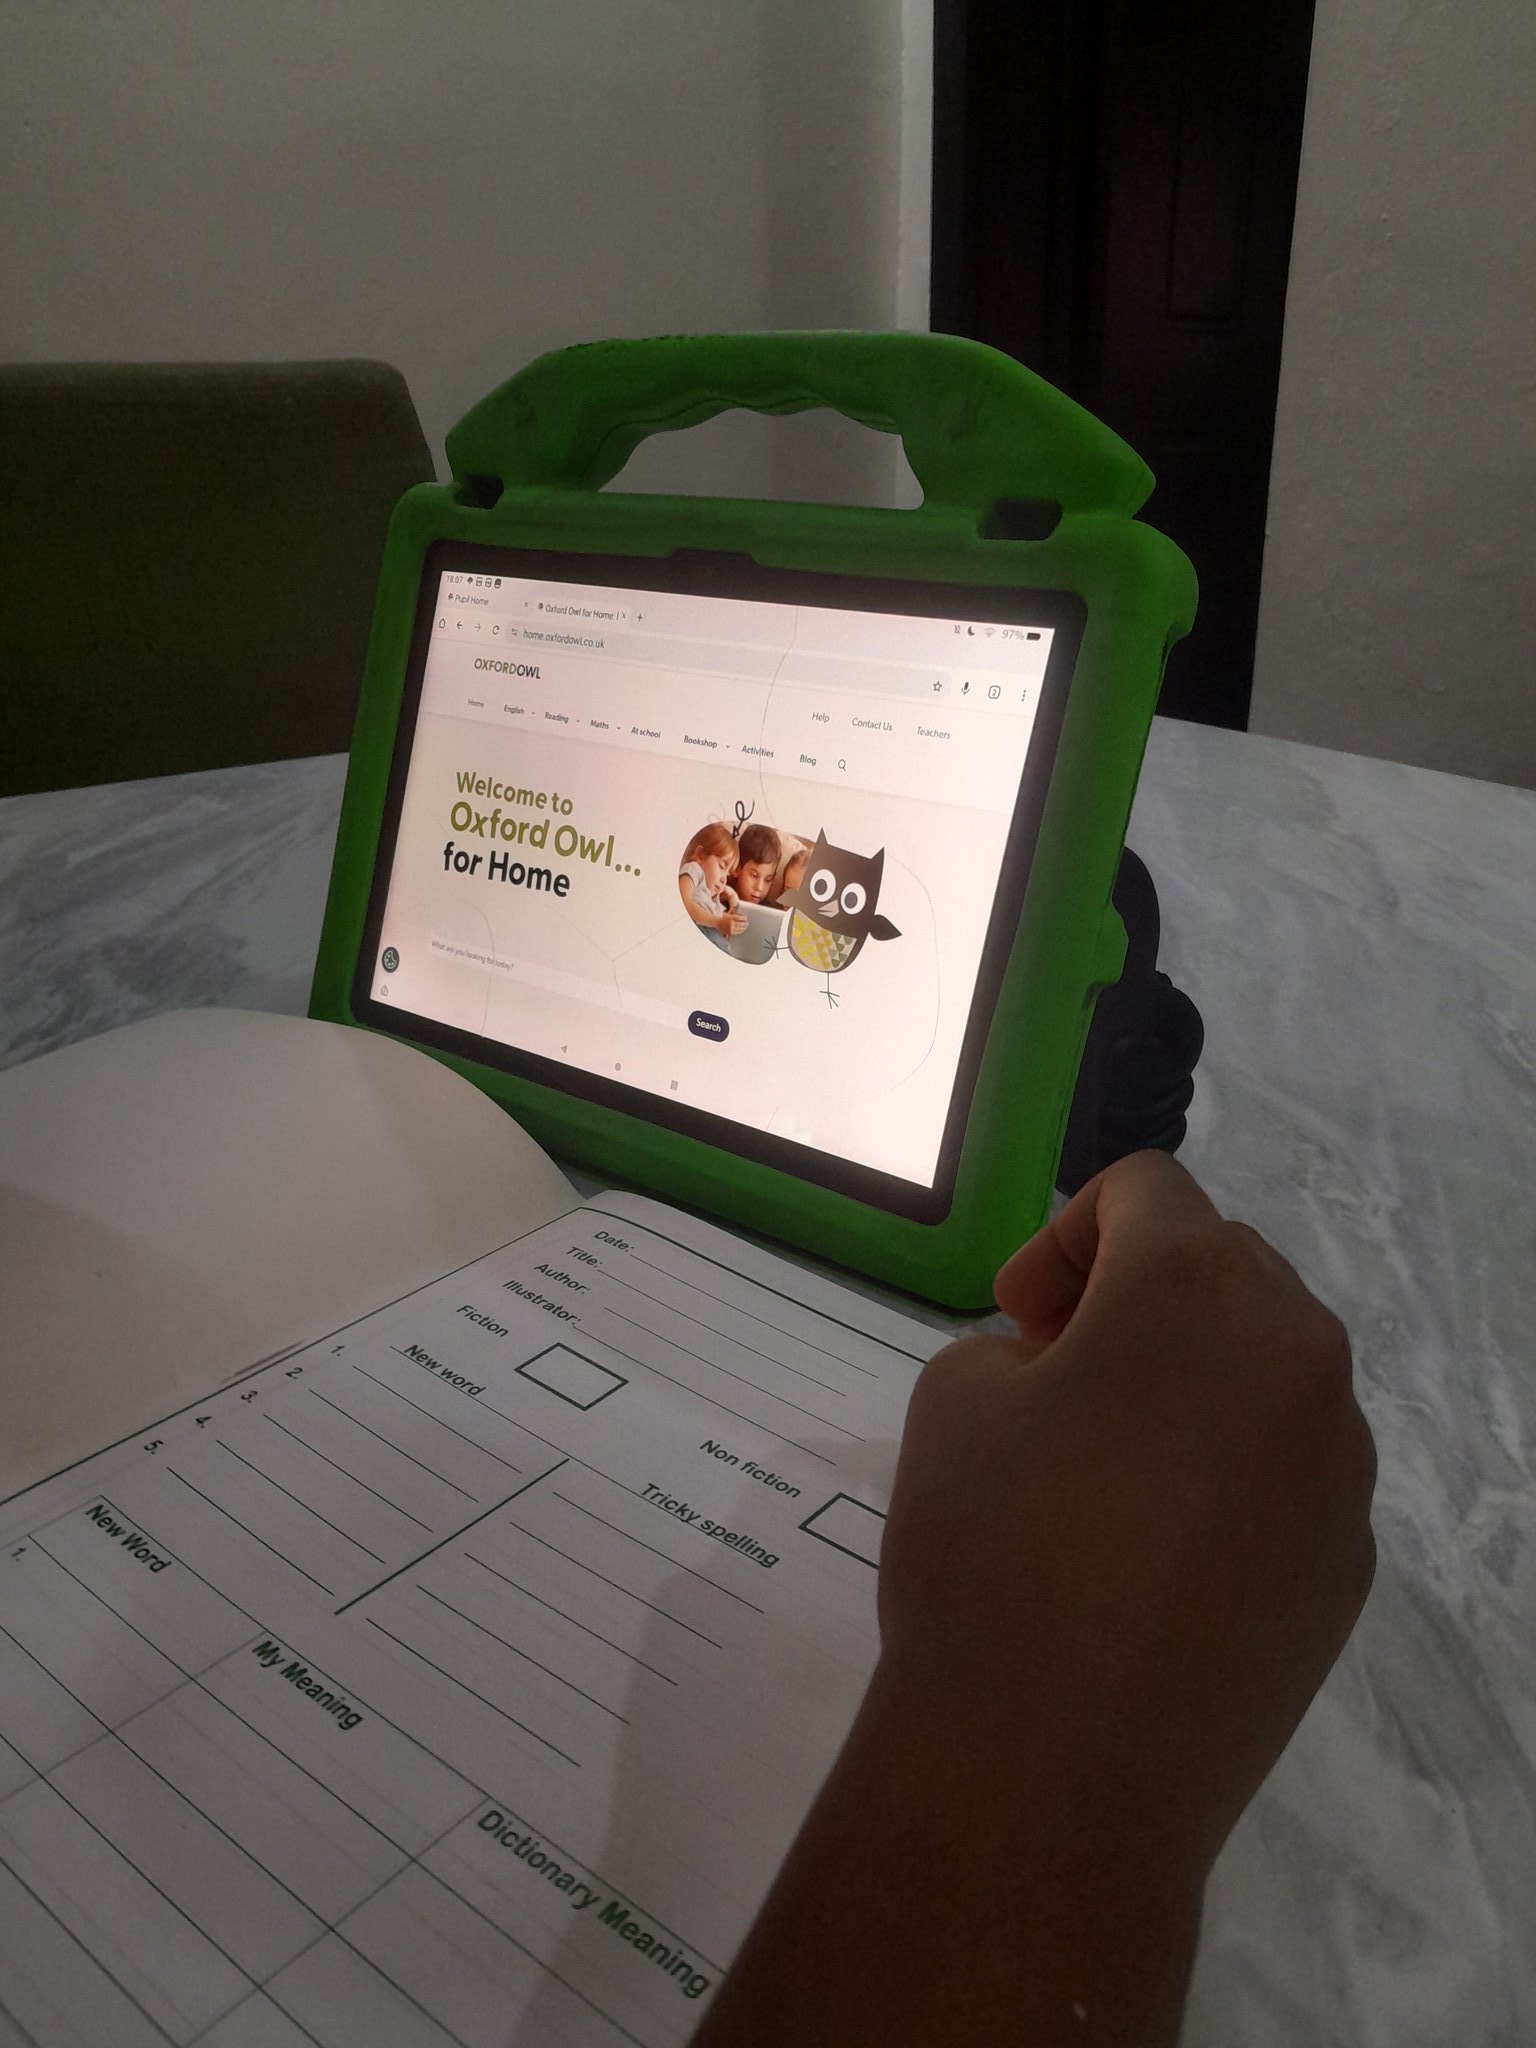 18:07
97%
Pupil Home
Oxford Owl for Home |
home.oxfordowl.co.uk
OXFORDOWL
Help Contact Us Teachers
Home English Reading Maths At school Bookshop Activities Blog
Welcome to
Oxford Owl...
for Home
What are you looking for today?
Search
Date:
Title:
Author:
Illustrator:
Fiction
Non fiction
New word
Tricky spelling
1.
2.
3.
4.
5.
New Word
My Meaning
Dictionary Meaning
1.